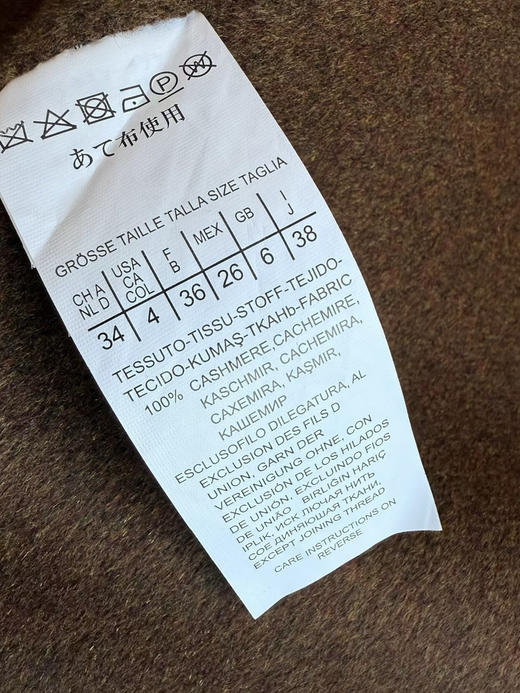 P W
あて布使用
GRÖSSE TAILLE TALLA SIZE TAGLIA
CH A NL D USA CA COL F B MEX GB I J
34 4 36 26 6 38
TESSUTO-TISSU-STOFF-TEJIDO-
TECIDO-KUMAŞ-TKAHb-FABRIC
100% CASHMERE,CACHEMIRE,
KASCHMIR, CACHEMIRA,
CAXEMIRA, KAŞMIR,
КАШЕМИР
ESCLUSOFILO DILEGATURA, AL
EXCLUSION DES FILS D
UNION, GARN DER
VEREINIGUNG OHNE, CON
EXCLUSIÓN DE LOS HILADOS
DE UNIÓN, EXCLUINDO FIOS
DE UNIÃO BIRLIĞIN HARIÇ
IPLIK, ИСК ЛЮЧАЯ НИТЬ
СОЕ ДИНЯЮЩАЯ ТКАНИ,
EXCEPT JOINING THREAD
CARE INSTRUCTIONS ON
REVERSE